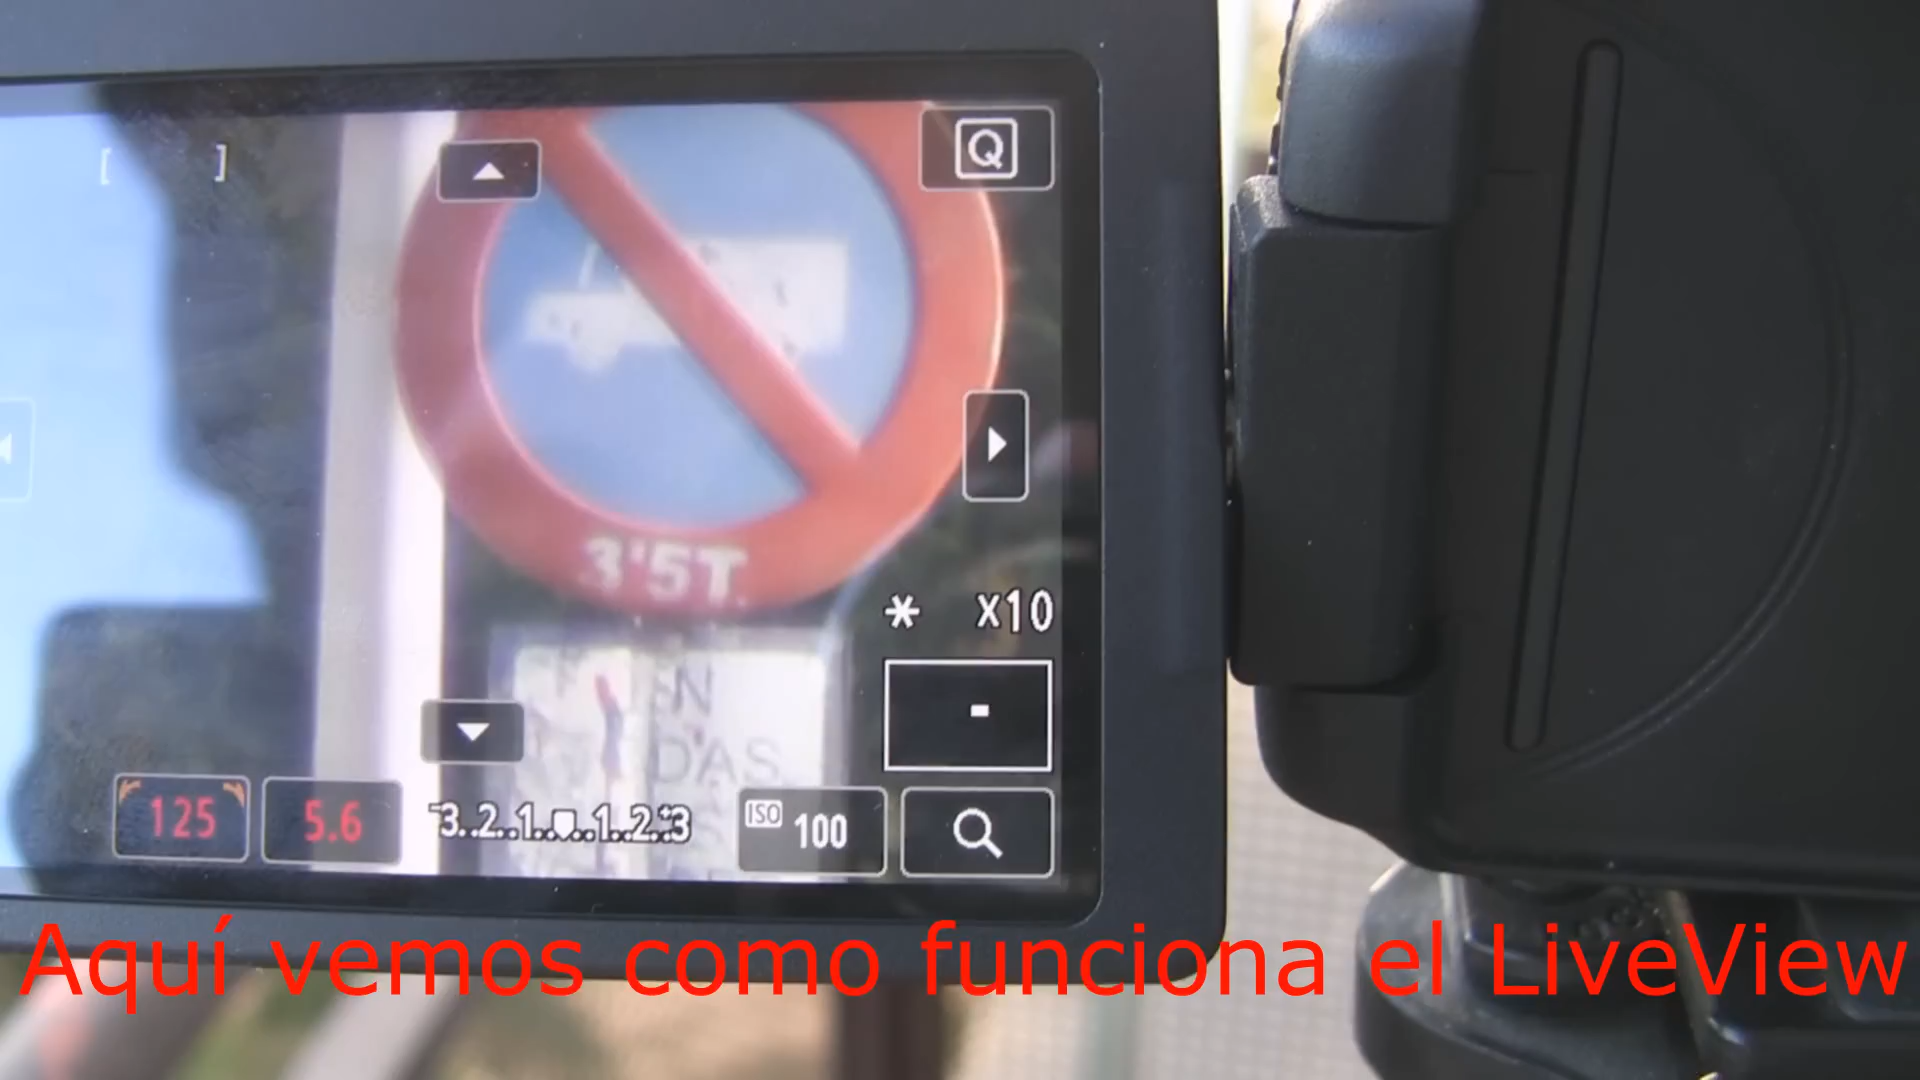 [ ]
Q
3'5T.
* x10
125 5.6 -3..2..1..0..1..2..+3 ISO 100
DAS
Aquí vemos como funciona el LiveView